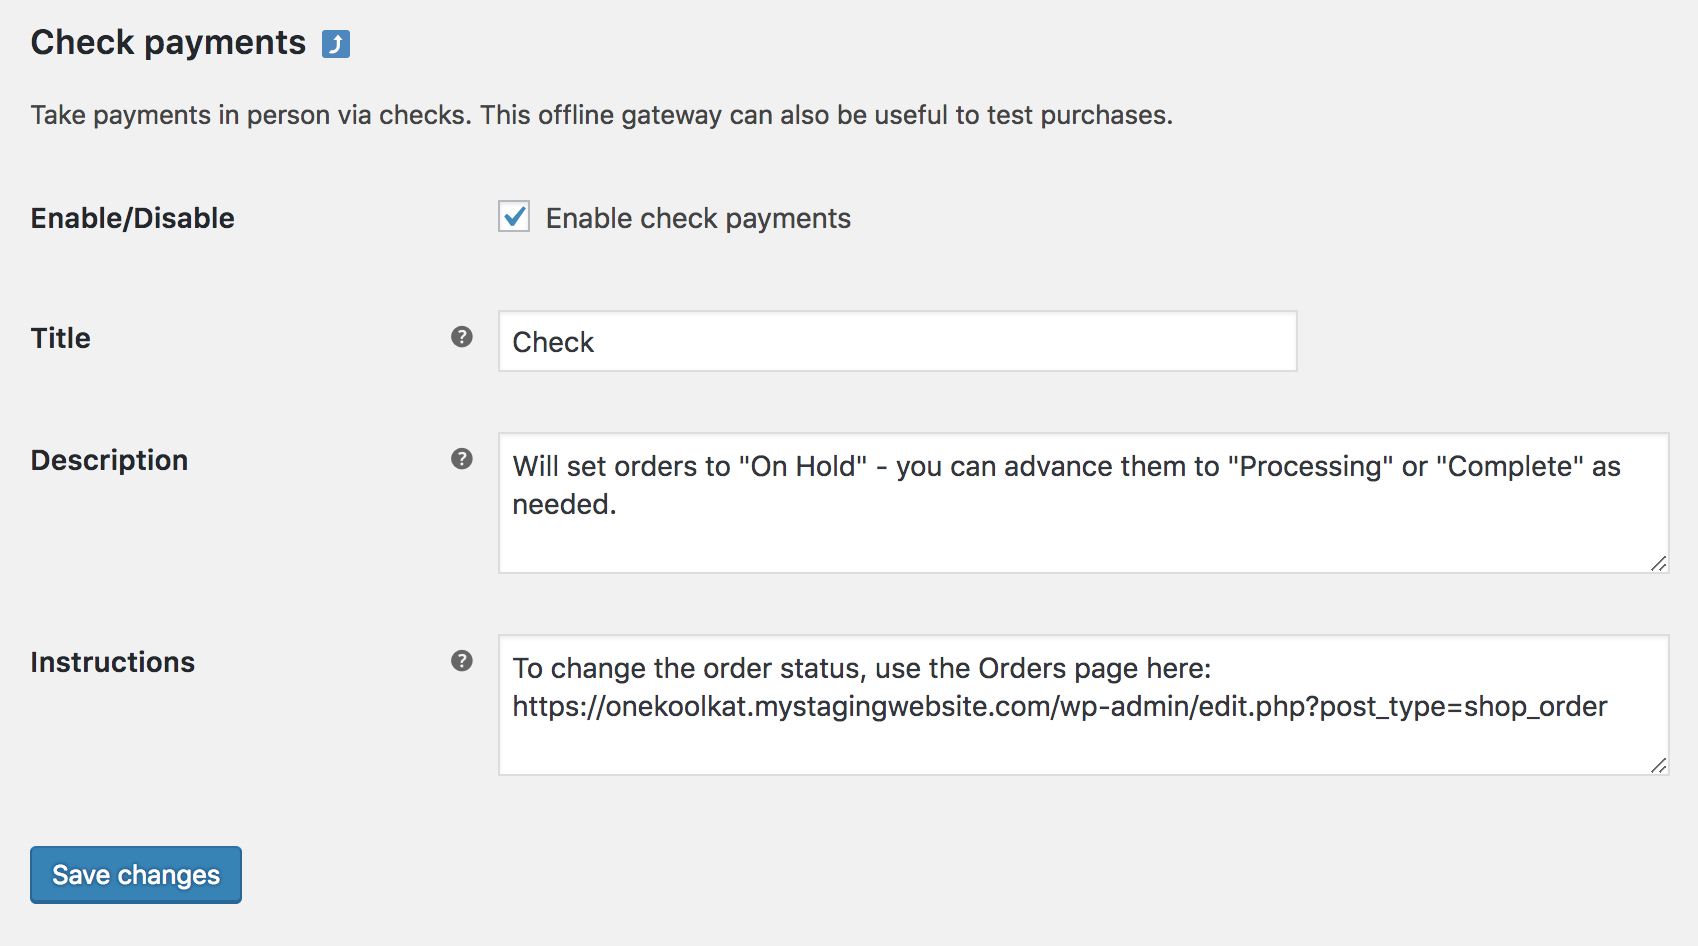 Check payments
Take payments in person via checks. This offline gateway can also be useful to test purchases.
Enable/Disable
Enable check payments
Title
Check
Description
Will set orders to "On Hold" - you can advance them to "Processing" or "Complete" as
needed.
Instructions
To change the order status, use the Orders page here:
https://onekoolkat.mystagingwebsite.com/wp-admin/edit.php?post_type=shop_order
Save changes